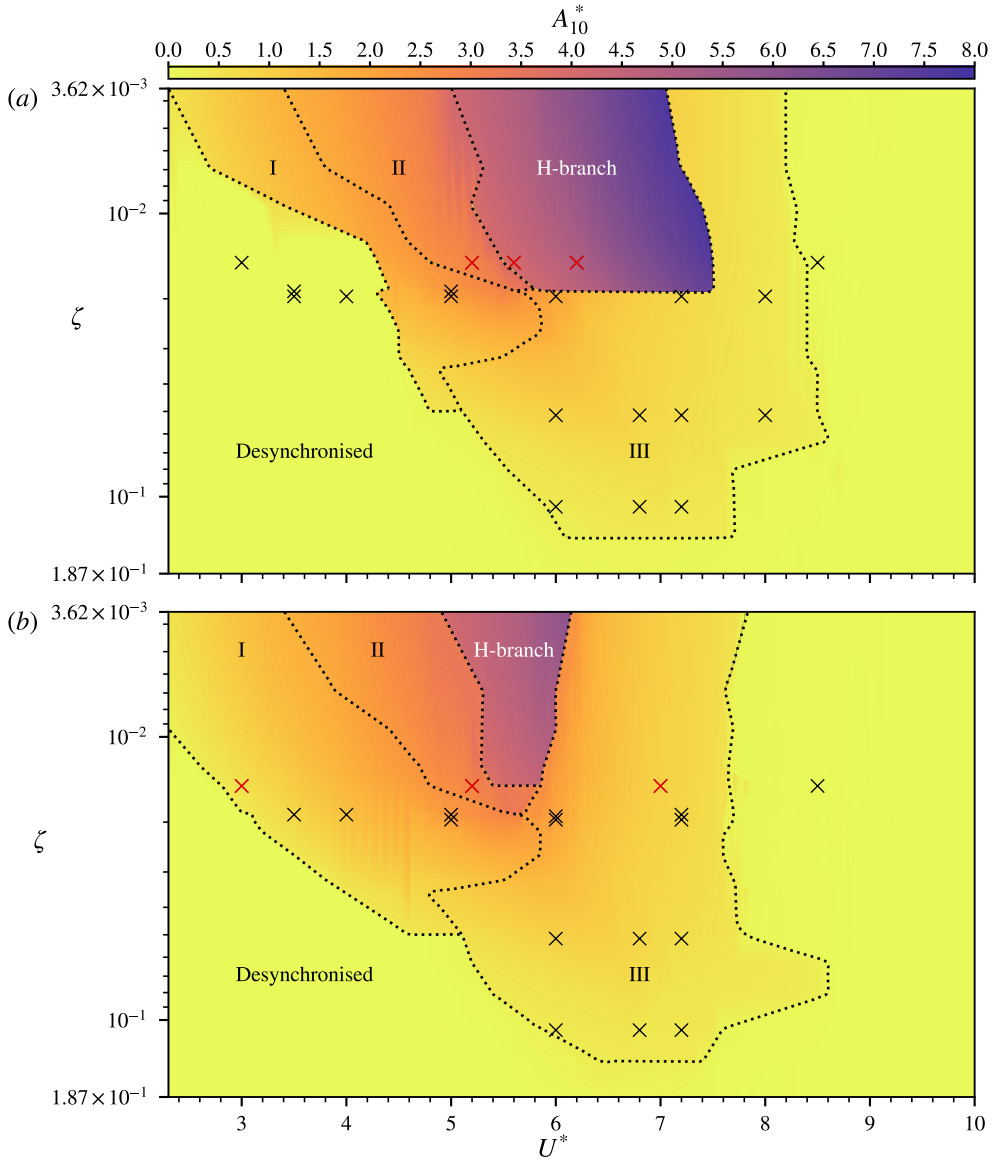 A*10
0.0 0.5 1.0 1.5 2.0 2.5 3.0 3.5 4.0 4.5 5.0 5.5 6.0 6.5 7.0 7.5 8.0
(a)
3.62 × 10⁻³
I
II
H-branch
10⁻²
ζ
Desynchronised
III
10⁻¹
1.87 × 10⁻¹
(b)
3.62 × 10⁻³
I
II
H-branch
10⁻²
ζ
Desynchronised
III
10⁻¹
1.87 × 10⁻¹
3 4 5 6 7 8 9 10
U*